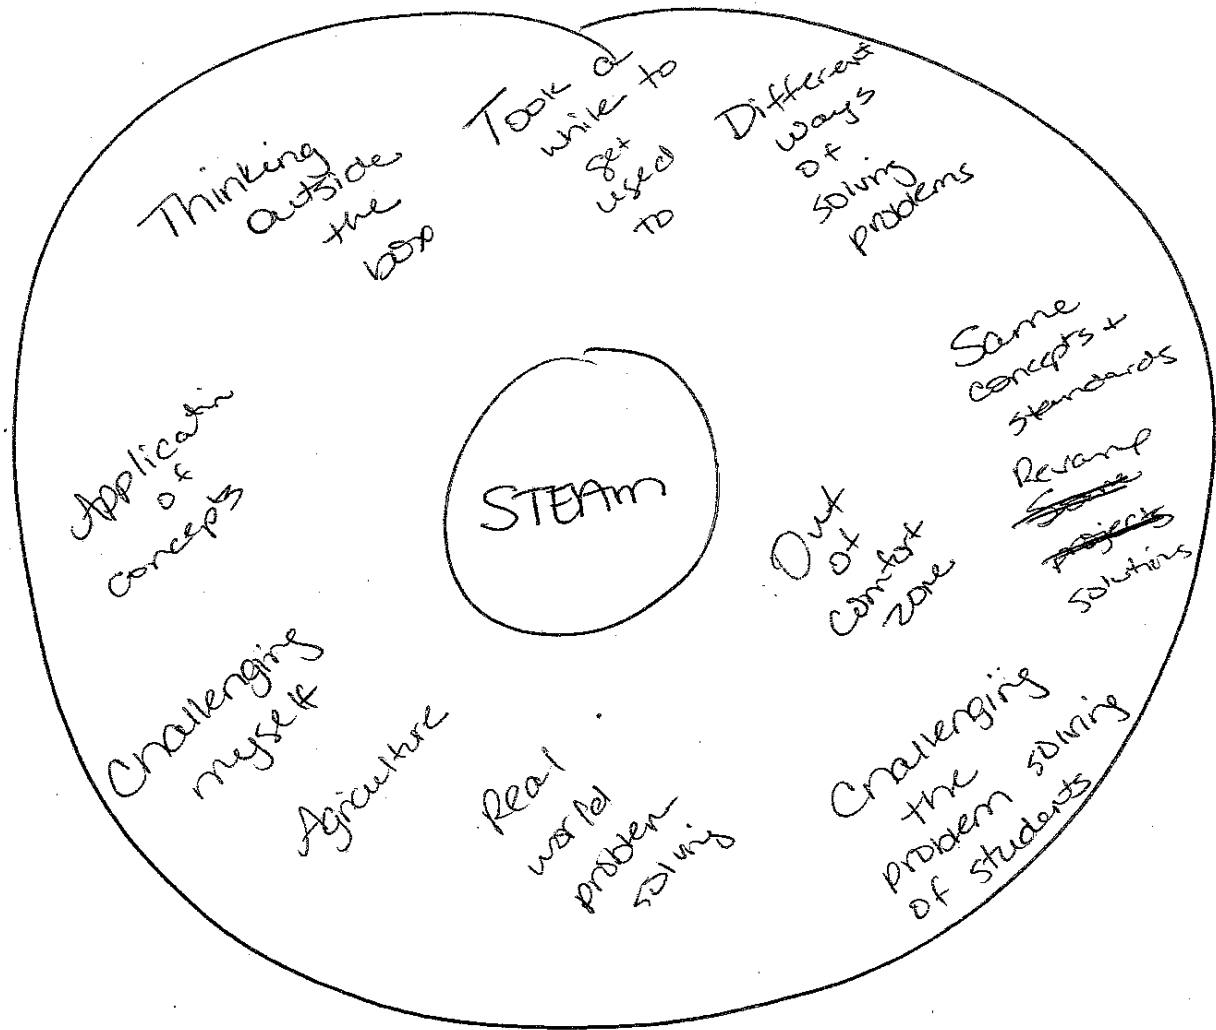 Thinking
outside
the
box
Took a
while to
get
used
to
Different
ways
of
solving
problems
Same
concepts +
standards
Revamp
Some
projects
solutions
Application
of
concepts
STEAm
Out
of
comfort
zone
Challenging
myself
Agriculture
Real
world
problem
solving
Challenging
the
problem solving
of students